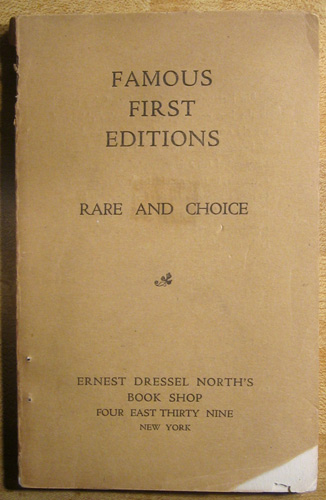 FAMOUS
FIRST
EDITIONS
RARE AND CHOICE
ERNEST DRESSEL NORTH'S
BOOK SHOP
FOUR EAST THIRTY NINE
NEW YORK